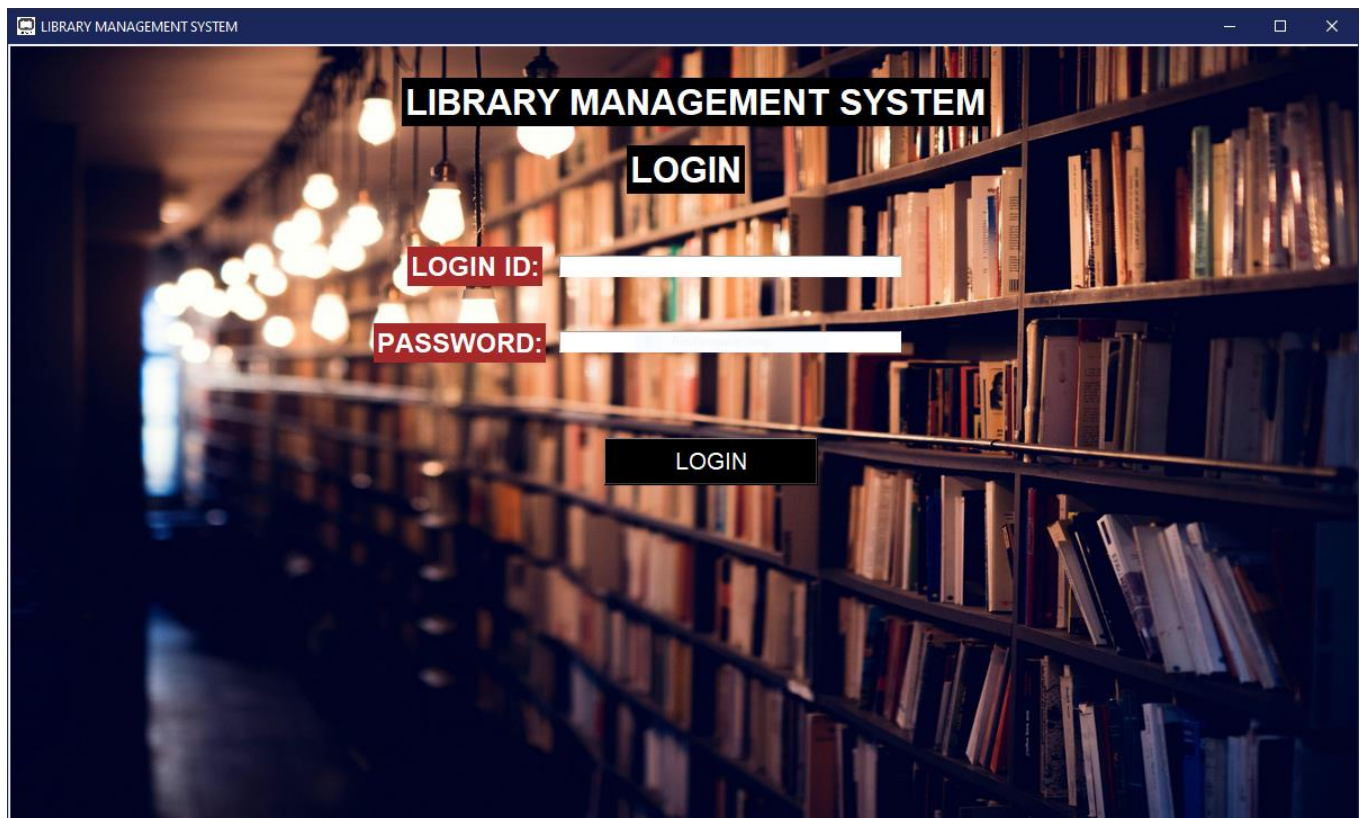 LIBRARY MANAGEMENT SYSTEM
LIBRARY MANAGEMENT SYSTEM
LOGIN
LOGIN ID:
PASSWORD:
LOGIN